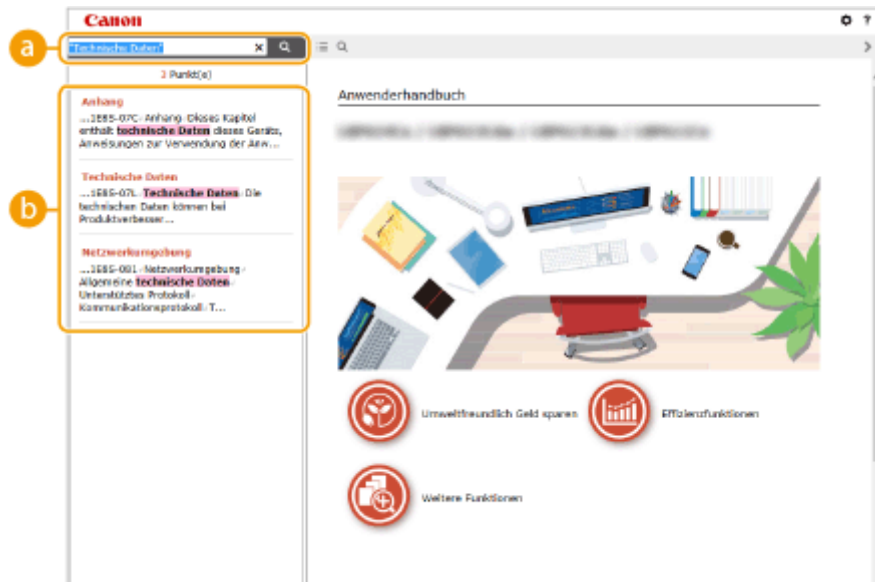 Canon
?
a
"Technische Daten"
3 Punkt(e)
b
Anhang
...1E85-07C Anhang Dieses Kapitel
enthält technische Daten dieses Geräts,
Anweisungen zur Verwendung der Anw...
Technische Daten
...1E85-07L Technische Daten Die
technischen Daten können bei
Produktverbesser...
Netzwerkumgebung
...1E85-081 Netzwerkumgebung
Allgemeine technische Daten
Unterstütztes Protokoll
Kommunikationsprotokoll T...
Anwenderhandbuch
Umweltfreundlich Geld sparen
Effizienzfunktionen
Weitere Funktionen